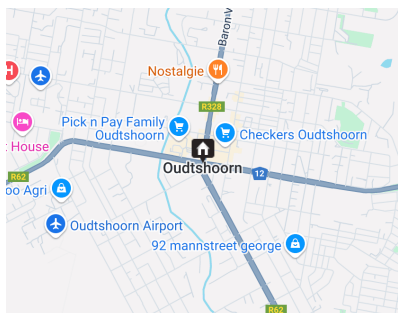 Baron V
Nostalgie
R328
Pick n Pay Family
Oudtshoorn
Checkers Oudtshoorn
t House
R62
Oudtshoorn
12
oo Agri
Oudtshoorn Airport
92 mannstreet george
R62